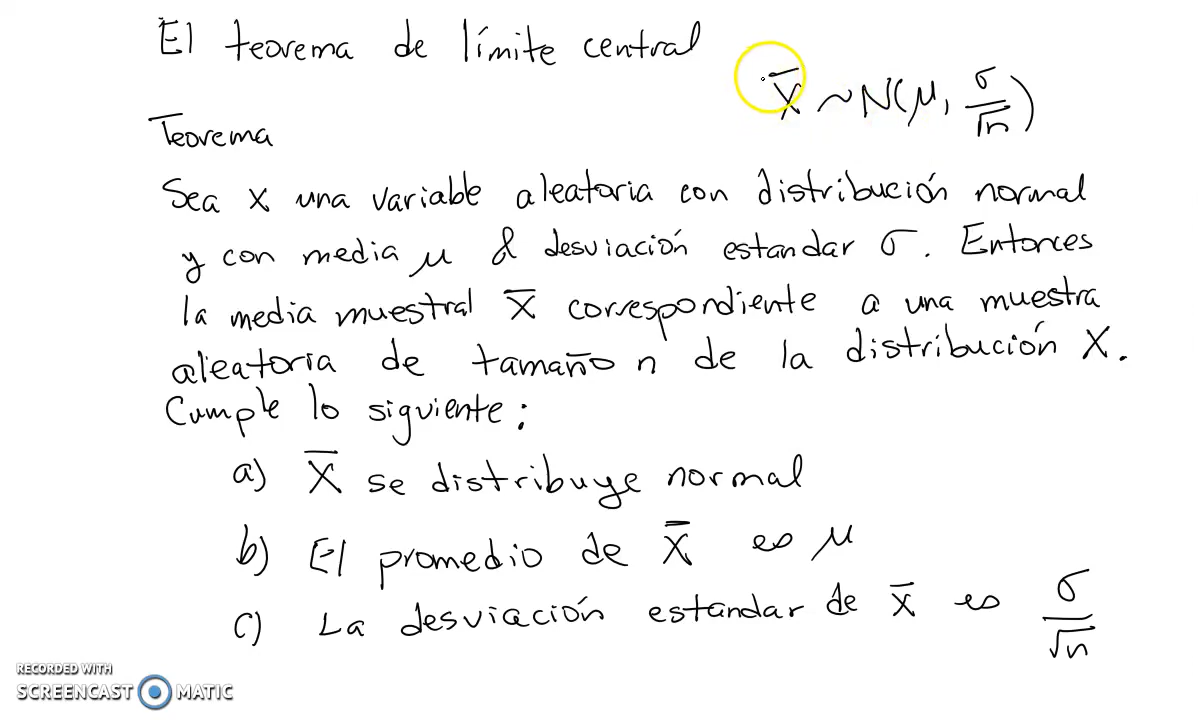 El teorema de límite central
X̄ ~ N(μ, σ/√n)
Teorema
Sea X una variable aleatoria con distribución normal
y con media μ & desviación estandar σ. Entonces
la media muestral X̄ correspondiente a una muestra
aleatoria de tamaño n de la distribución X.
Cumple lo siguiente:
a) X̄ se distribuye normal
b) El promedio de X̄ es μ
c) La desviación estandar de X̄ es σ/√n
RECORDED WITH
SCREENCAST MATIC